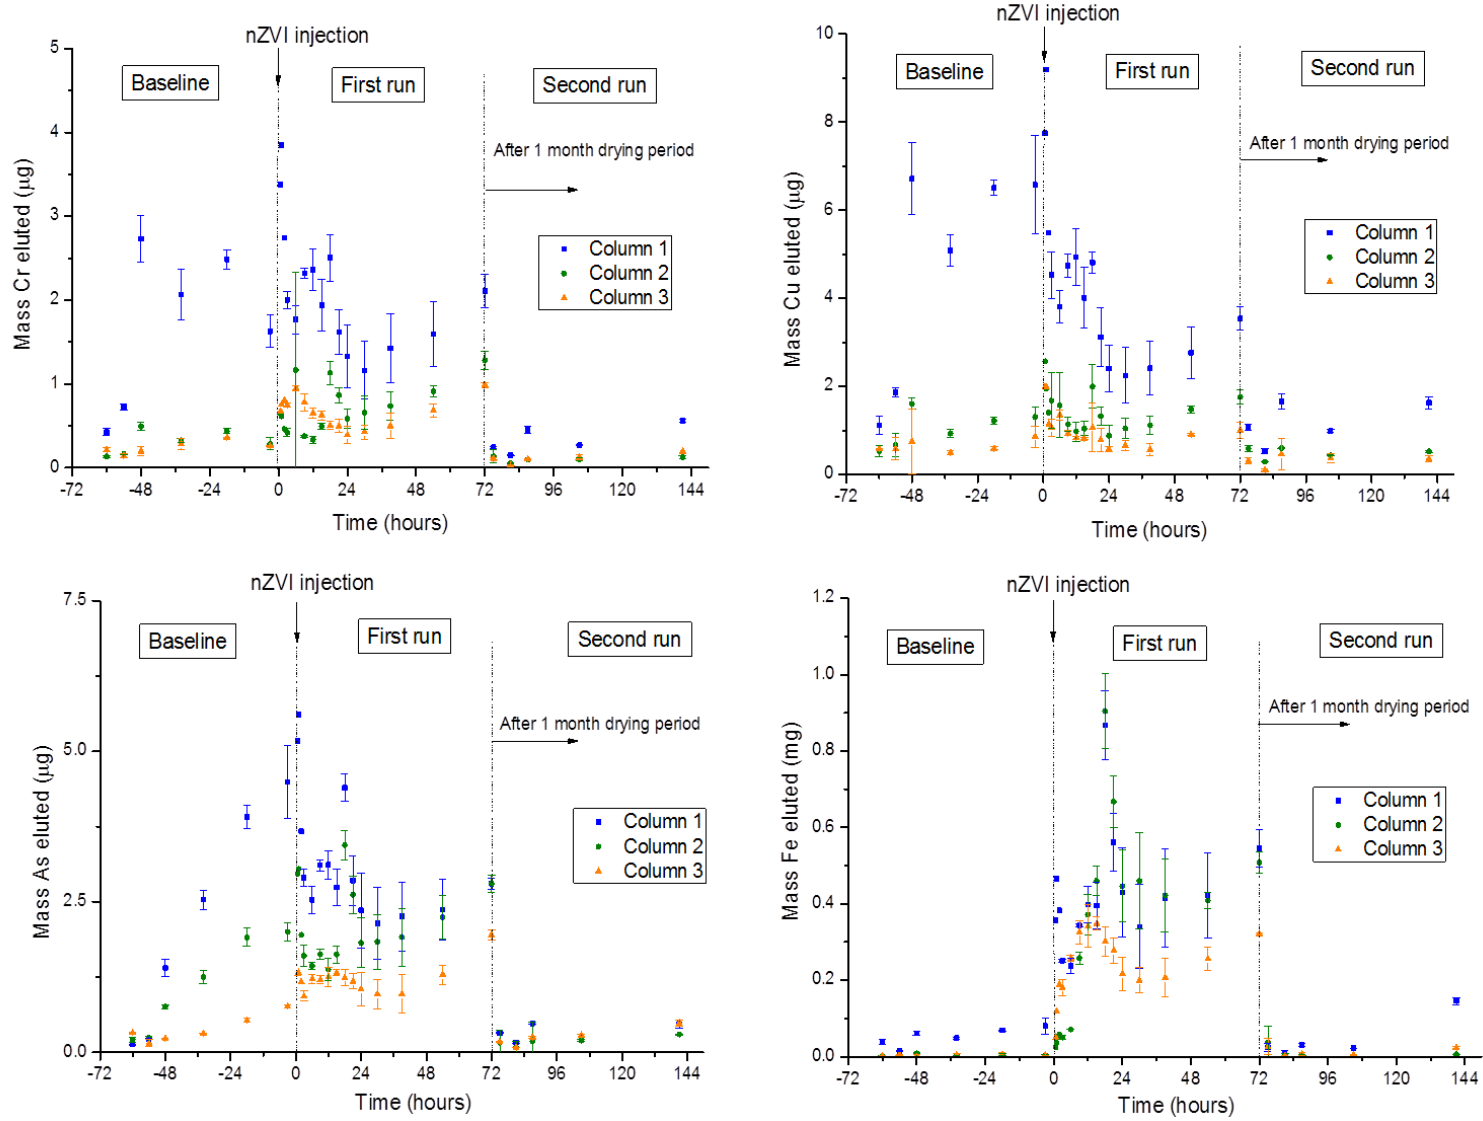 nZVI injection
5
4
3
2
1
0
Mass Cr eluted (µg)
Baseline
First run
Second run
After 1 month drying period
Column 1
Column 2
Column 3
-72 -48 -24 0 24 48 72 96 120 144
Time (hours)
nZVI injection
10
8
6
4
2
0
Mass Cu eluted (µg)
Baseline
First run
Second run
After 1 month drying period
Column 1
Column 2
Column 3
-72 -48 -24 0 24 48 72 96 120 144
Time (hours)
nZVI injection
7.5
5.0
2.5
0.0
Mass As eluted (µg)
Baseline
First run
Second run
After 1 month drying period
Column 1
Column 2
Column 3
-72 -48 -24 0 24 48 72 96 120 144
Time (hours)
nZVI injection
1.2
1.0
0.8
0.6
0.4
0.2
0.0
Mass Fe eluted (mg)
Baseline
First run
Second run
After 1 month drying period
Column 1
Column 2
Column 3
-72 -48 -24 0 24 48 72 96 120 144
Time (hours)